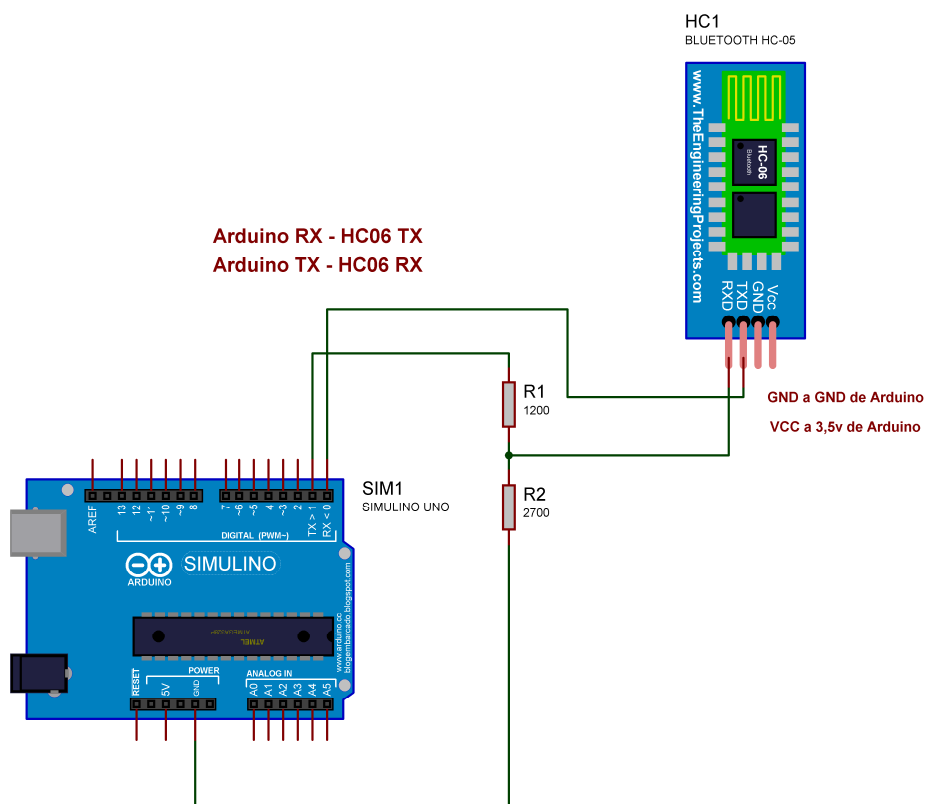 HC1
BLUETOOTH HC-05
www.TheEngineeringProjects.com
HC-06
Bluetooth
RXD
TXD
GND
Vcc
Arduino RX - HC06 TX
Arduino TX - HC06 RX
R1
1200
GND a GND de Arduino
VCC a 3,5v de Arduino
R2
2700
SIM1
SIMULINO UNO
AREF
13
12
~10
~9
8
7
~6
~5
4
~3
2
TX > 1
RX < 0
DIGITAL (PWM~)
ARDUINO
SIMULINO
www.arduino.cc
blogembarcado.blogspot.com
ATMEL
RESET
5V
GND
POWER
ANALOG IN
A0
A1
A2
A3
A4
A5